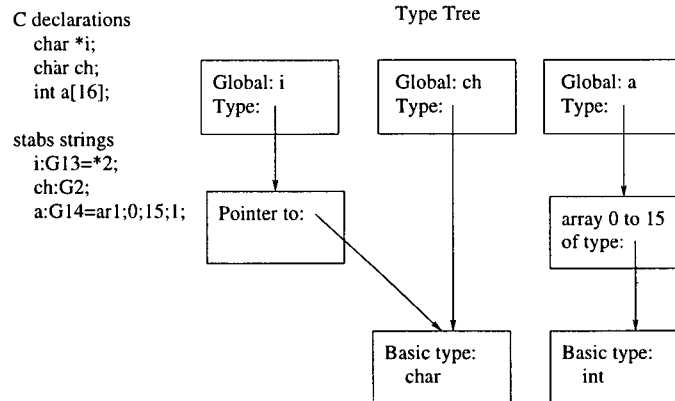 C declarations
char *i;
char ch;
int a[16];
stabs strings
i:G13=*2;
ch:G2;
a:G14=ar1;0;15;1;
Type Tree
Global: i
Type:
Global: ch
Type:
Global: a
Type:
Pointer to:
array 0 to 15
of type:
Basic type:
char
Basic type:
int